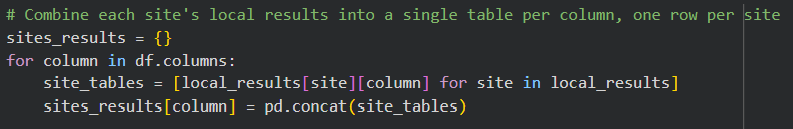 # Combine each site's local results into a single table per column, one row per site
sites_results = {}
for column in df.columns:
    site_tables = [local_results[site][column] for site in local_results]
    sites_results[column] = pd.concat(site_tables)